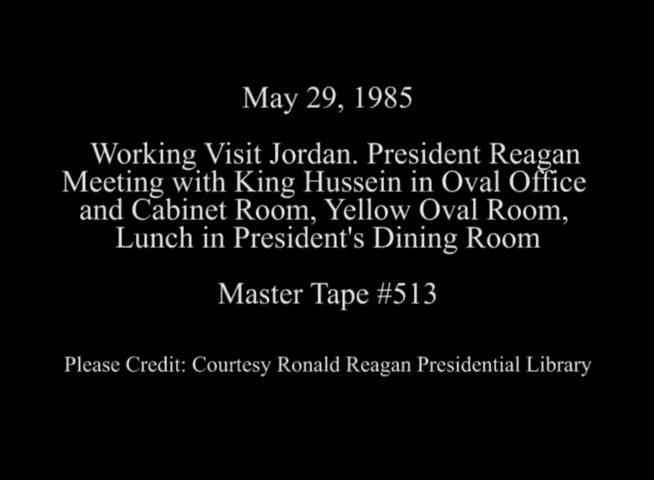 May 29, 1985
Working Visit Jordan. President Reagan
Meeting with King Hussein in Oval Office
and Cabinet Room, Yellow Oval Room,
Lunch in President's Dining Room
Master Tape #513
Please Credit: Courtesy Ronald Reagan Presidential Library